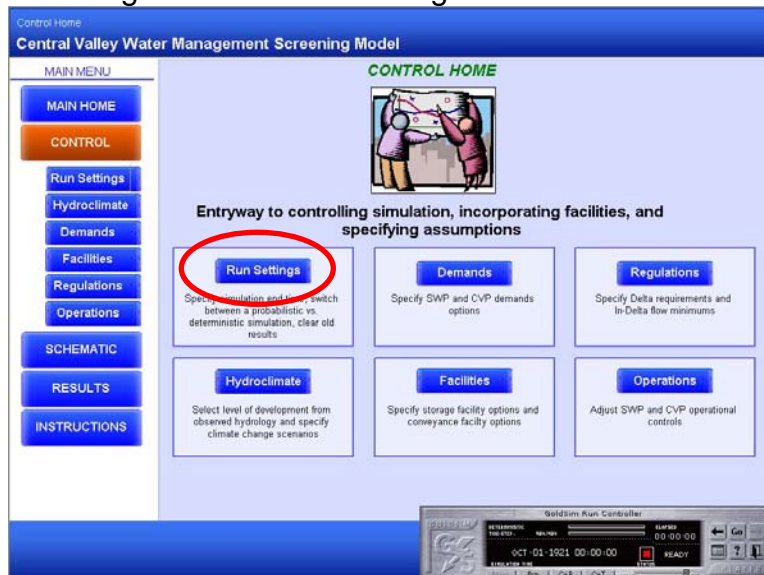 Control Home
Central Valley Water Management Screening Model
MAIN MENU
MAIN HOME
CONTROL
Run Settings
Hydroclimate
Demands
Facilities
Regulations
Operations
SCHEMATIC
RESULTS
INSTRUCTIONS
CONTROL HOME
Entryway to controlling simulation, incorporating facilities, and
specifying assumptions
Run Settings
Specify simulation end time, switch
between a probabilistic vs.
deterministic simulation, clear old
results
Demands
Specify SWP and CVP demands
options
Regulations
Specify Delta requirements and
In-Delta flow minimums
Hydroclimate
Select level of development from
observed hydrology and specify
climate change scenarios
Facilities
Specify storage facility options and
conveyance facilty options
Operations
Adjust SWP and CVP operational
controls
GoldSim Run Controller
ELAPSED
00:00:00
Go
OCT-01-1921 00:00:00
READY
SIMULATION TIME
STATUS
?